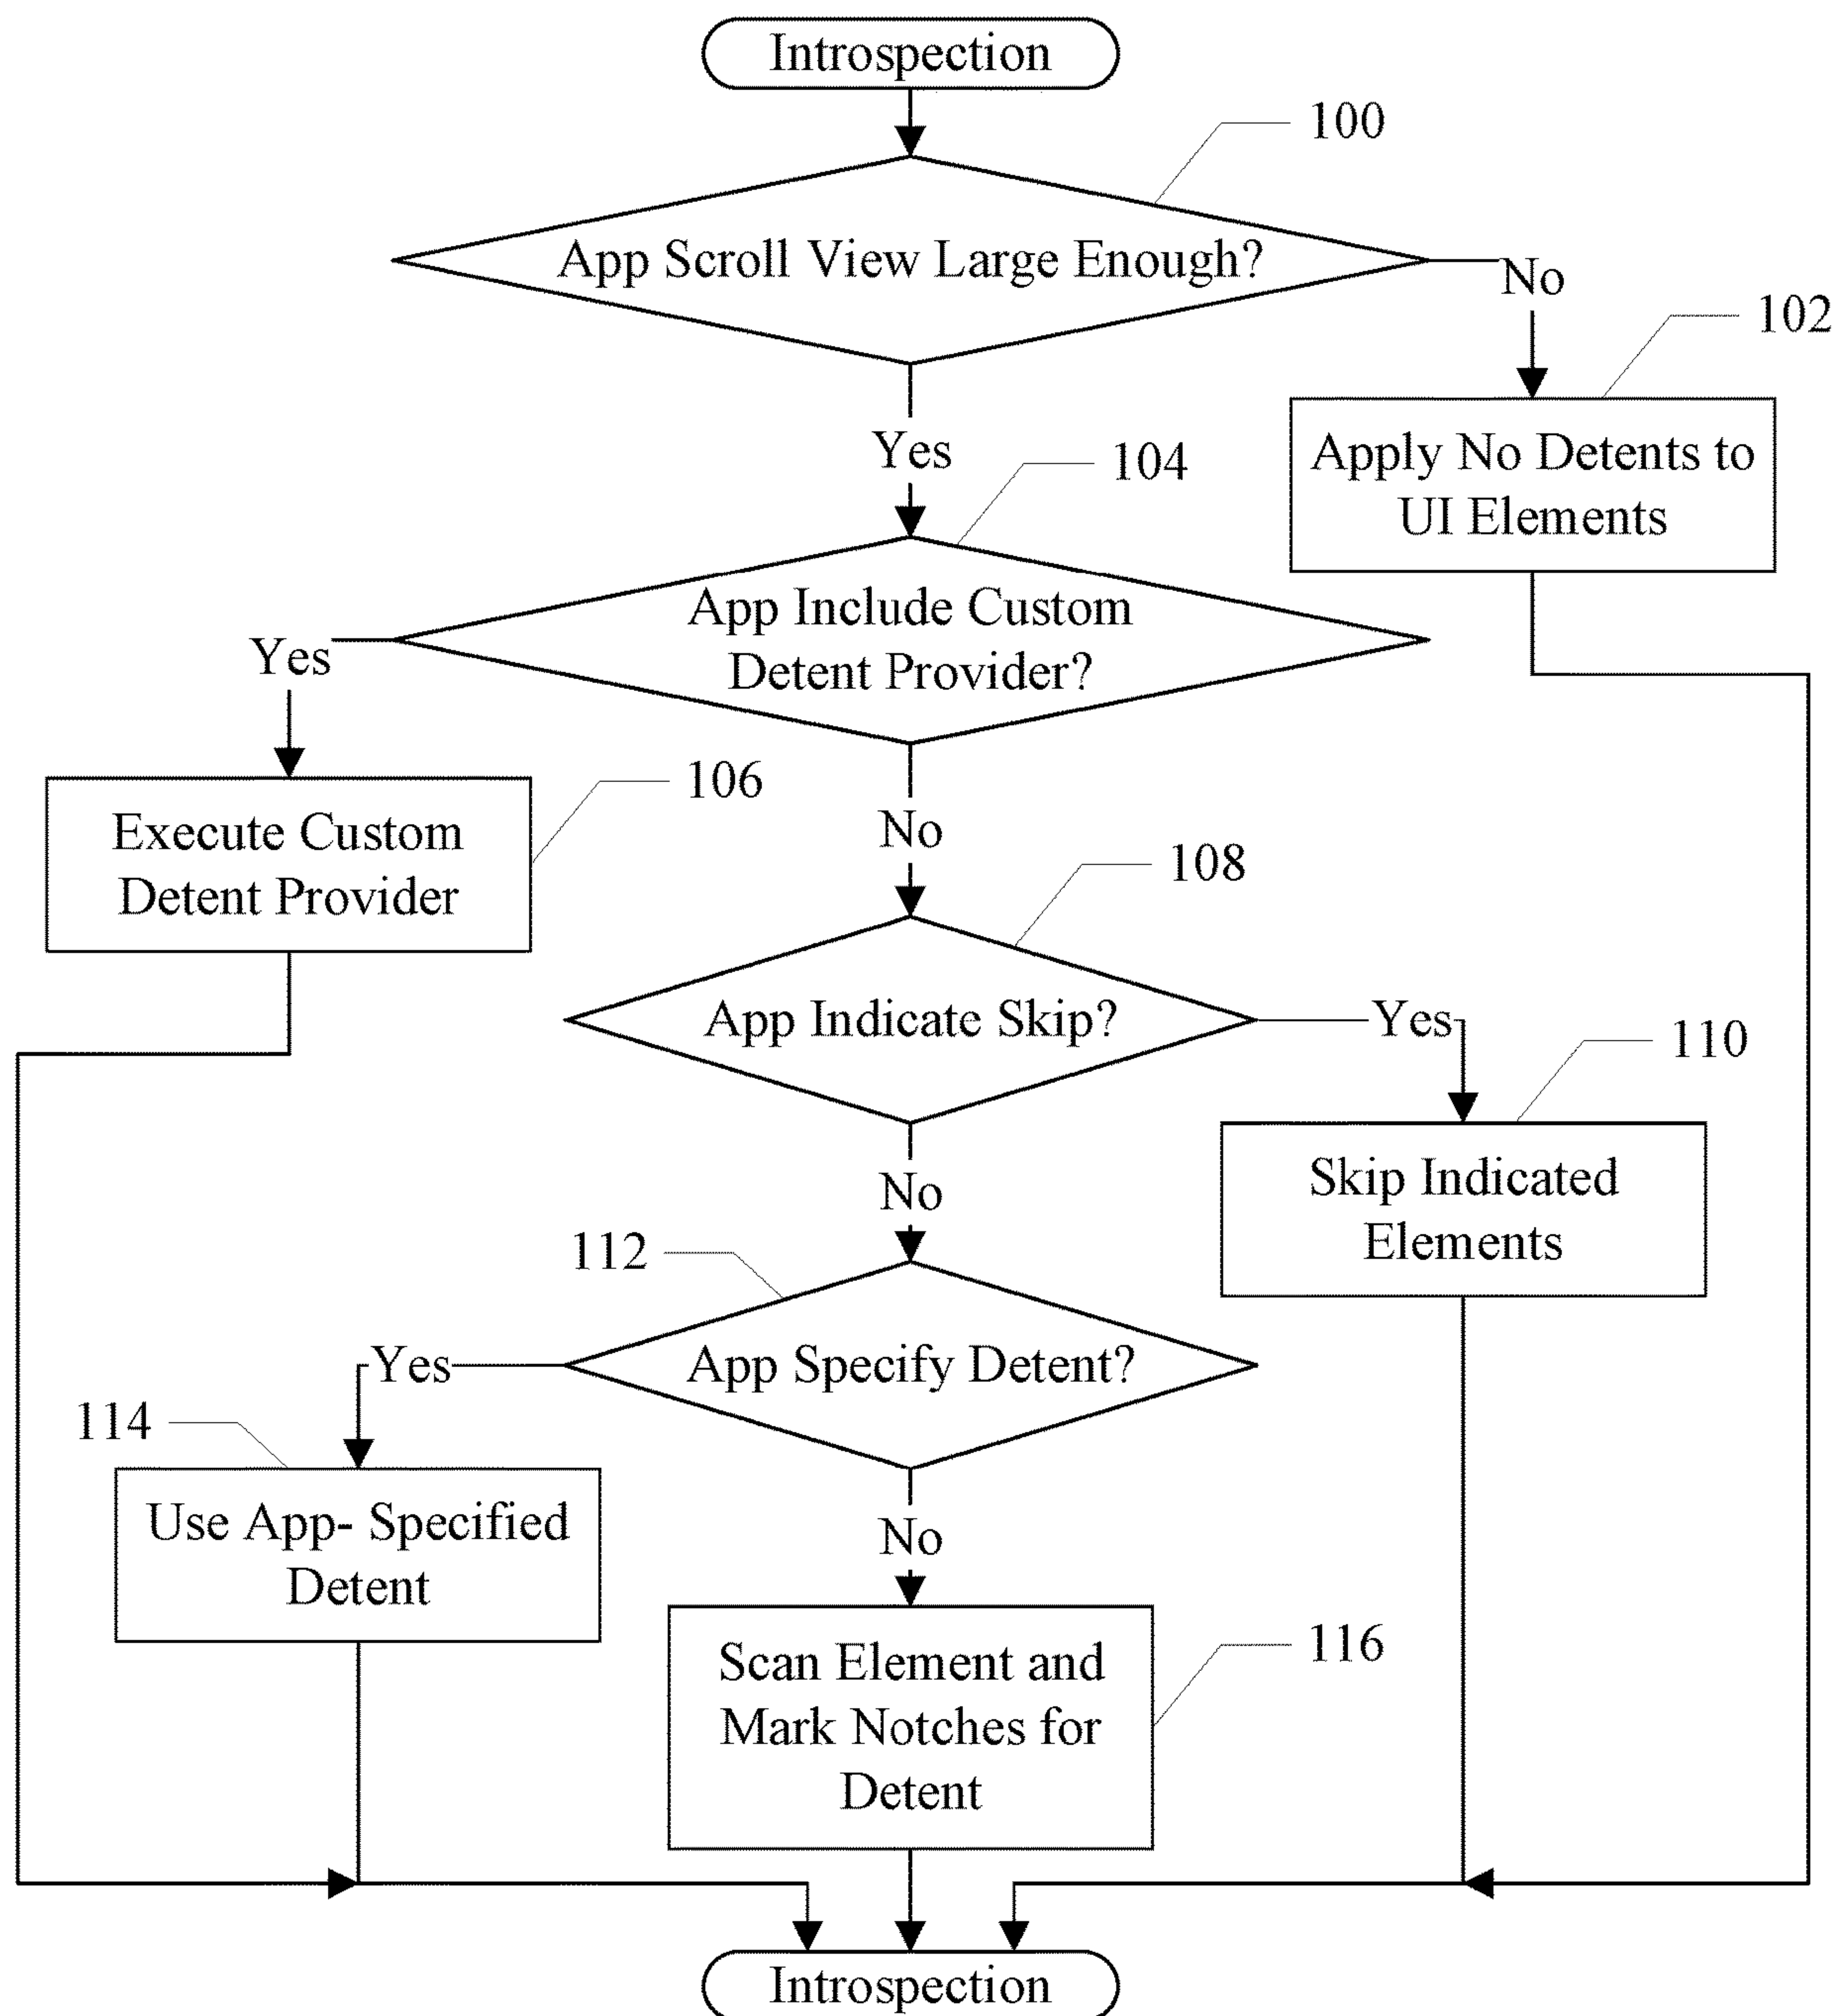 Introspection
100
App Scroll View Large Enough?
No
102
Apply No Detents to
UI Elements
Yes
104
App Include Custom
Detent Provider?
Yes
106
Execute Custom
Detent Provider
No
108
App Indicate Skip?
Yes
110
Skip Indicated
Elements
No
112
App Specify Detent?
Yes
114
Use App- Specified
Detent
No
116
Scan Element and
Mark Notches for
Detent
Introspection